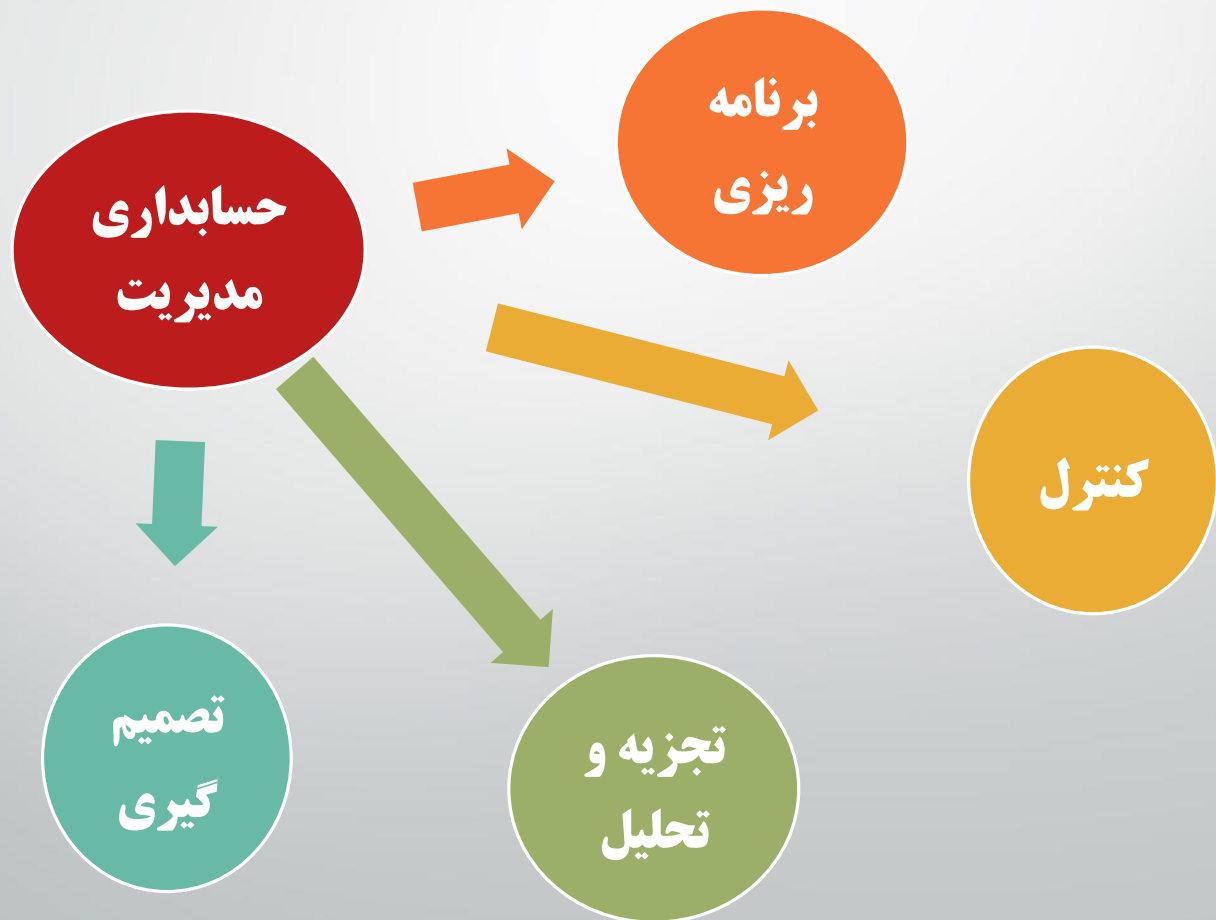 برنامه
ریزی
حسابداری
مدیریت
کنترل
تصمیم
گیری
تجزیه و
تحلیل